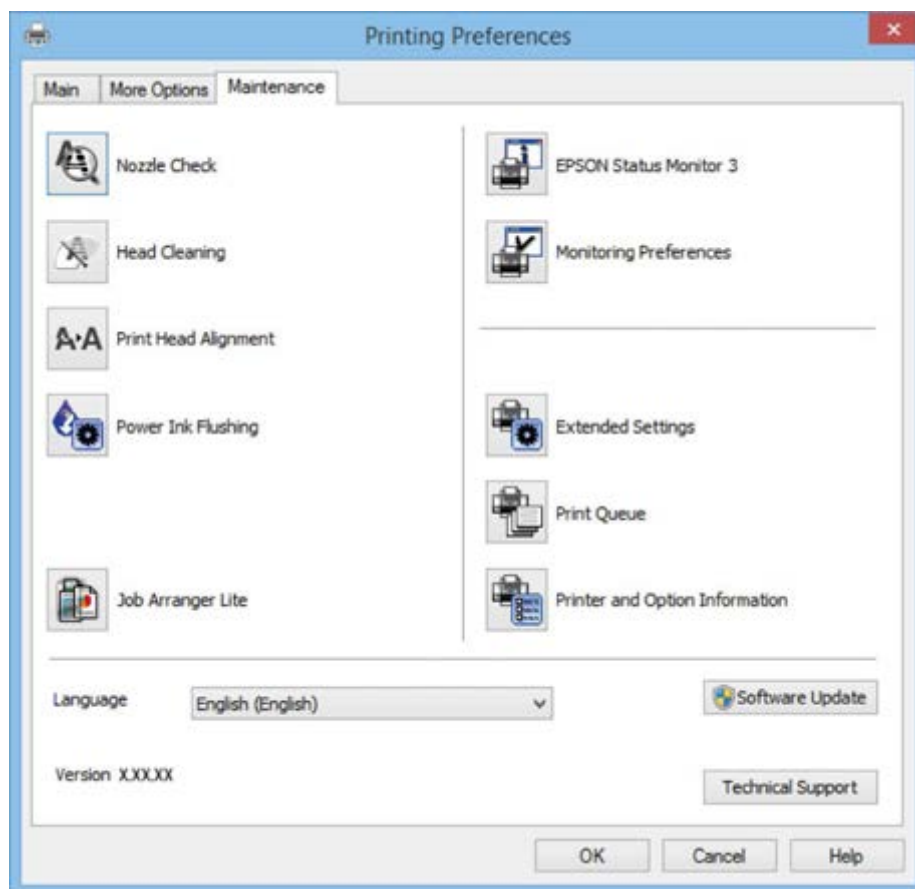 Printing Preferences
Main
More Options
Maintenance
Nozzle Check
Head Cleaning
Print Head Alignment
Power Ink Flushing
Job Arranger Lite
EPSON Status Monitor 3
Monitoring Preferences
Extended Settings
Print Queue
Printer and Option Information
Language
English (English)
Software Update
Version X.XX.XX
Technical Support
OK
Cancel
Help